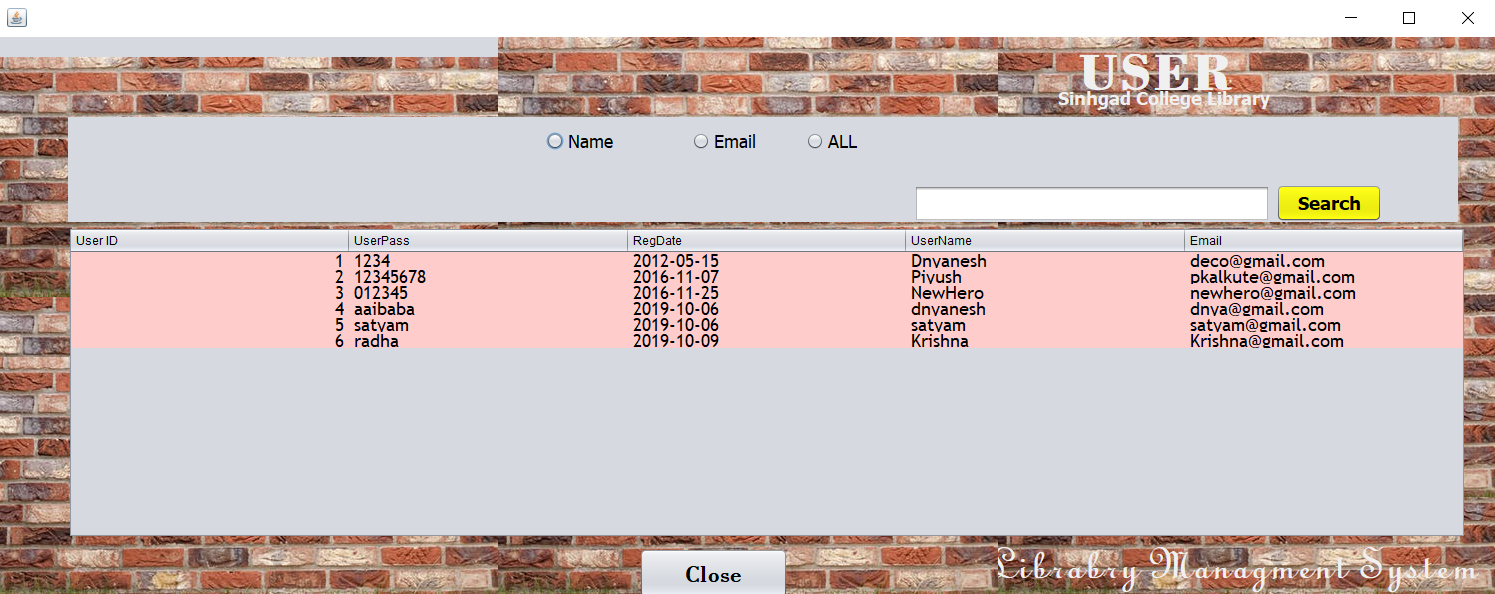 USER
Sinhgad College Library
Name Email ALL
Search
User ID UserPass RegDate UserName Email
1 1234 2012-05-15 Dnyanesh deco@gmail.com
2 12345678 2016-11-07 Piyush pkalkute@gmail.com
3 012345 2016-11-25 NewHero newhero@gmail.com
4 aaibaba 2019-10-06 dnyanesh dnya@gmail.com
5 satyam 2019-10-06 satyam satyam@gmail.com
6 radha 2019-10-09 Krishna Krishna@gmail.com
Close
Librabry Managment System